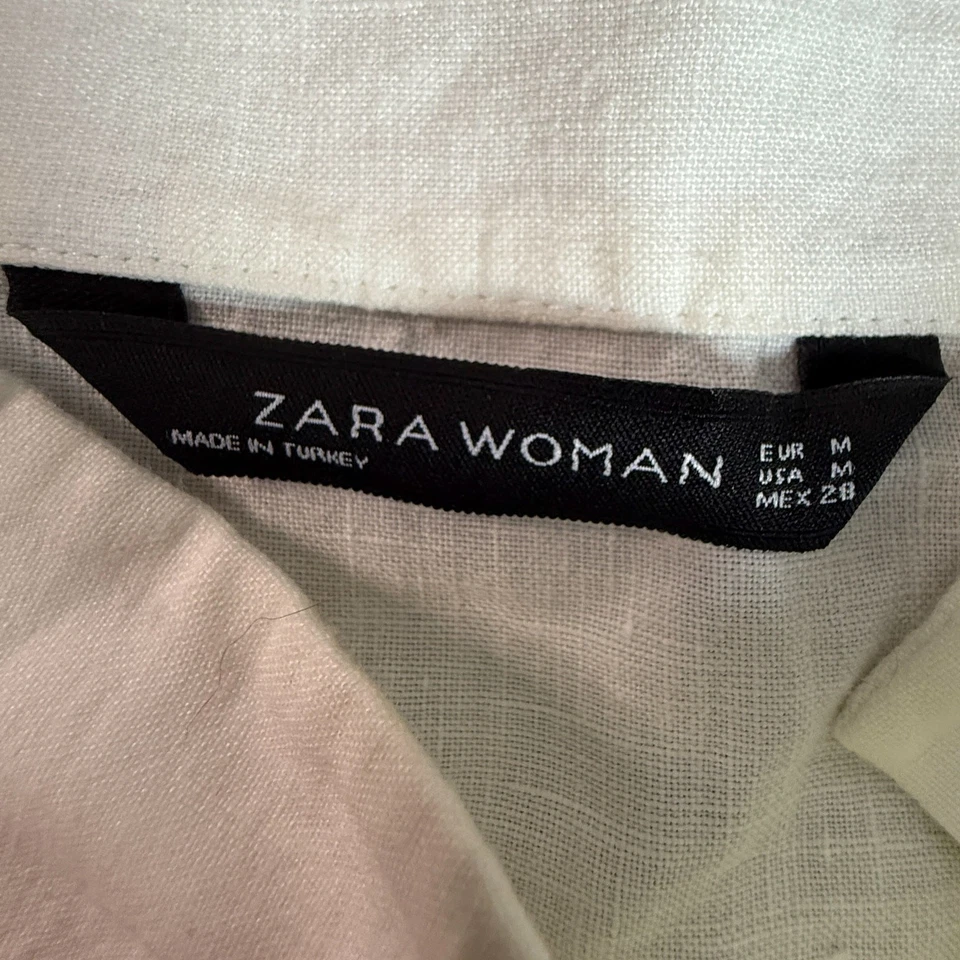 ZARA WOMAN
MADE IN TURKEY
EUR M
USA M
MEX 28